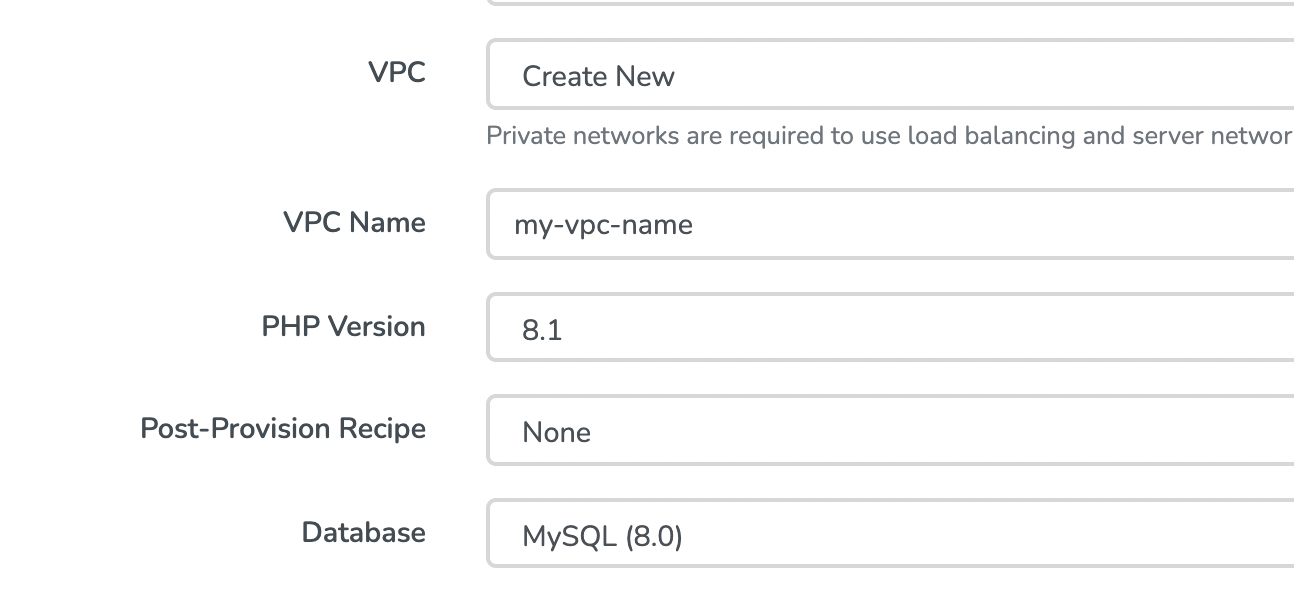 VPC
Create New
Private networks are required to use load balancing and server networ
VPC Name
my-vpc-name
PHP Version
8.1
Post-Provision Recipe
None
Database
MySQL (8.0)